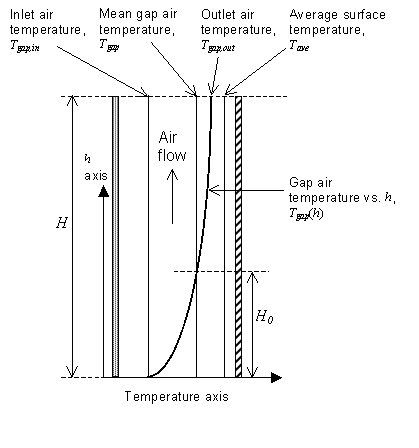 Inlet air
temperature,
Tgap,in
Mean gap air
temperature,
Tgap
Outlet air
temperature,
Tgap,out
Average surface
temperature,
Tave
h
axis
Air
flow
Gap air
temperature vs. h,
Tgap(h)
H
H0
Temperature axis